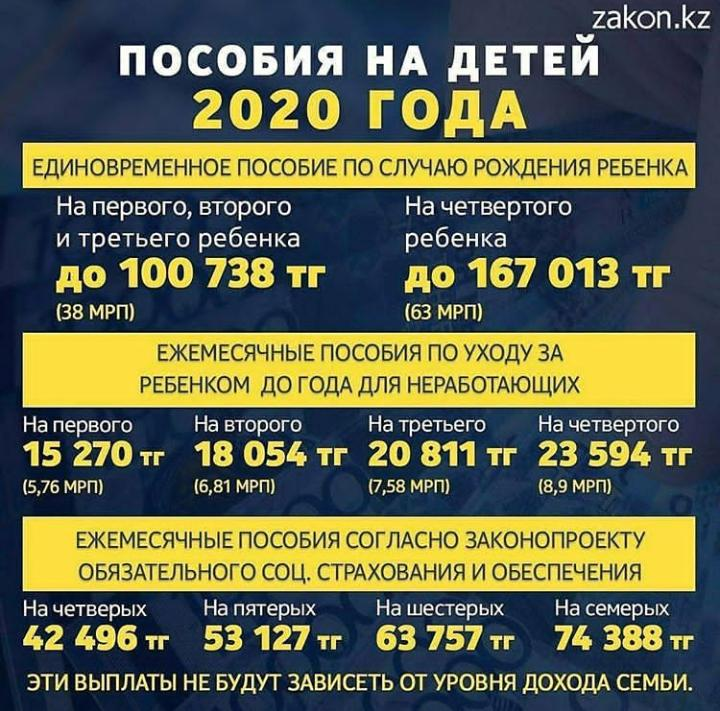 zakon.kz
ПОСОБИЯ НА ДЕТЕЙ
2020 ГОДА
ЕДИНОВРЕМЕННОЕ ПОСОБИЕ ПО СЛУЧАЮ РОЖДЕНИЯ РЕБЕНКА
На первого, второго
и третьего ребенка
до 100 738 тг
(38 МРП)
На четвертого
ребенка
до 167 013 тг
(63 МРП)
ЕЖЕМЕСЯЧНЫЕ ПОСОБИЯ ПО УХОДУ ЗА
РЕБЕНКОМ ДО ГОДА ДЛЯ НЕРАБОТАЮЩИХ
На первого
15 270 тг
(5,76 МРП)
На второго
18 054 тг
(6,81 МРП)
На третьего
20 811 тг
(7,58 МРП)
На четвертого
23 594 тг
(8,9 МРП)
ЕЖЕМЕСЯЧНЫЕ ПОСОБИЯ СОГЛАСНО ЗАКОНОПРОЕКТУ
ОБЯЗАТЕЛЬНОГО СОЦ. СТРАХОВАНИЯ И ОБЕСПЕЧЕНИЯ
На четверых
42 496 тг
На пятерых
53 127 тг
На шестерых
63 757 тг
На семерых
74 388 тг
ЭТИ ВЫПЛАТЫ НЕ БУДУТ ЗАВИСЕТЬ ОТ УРОВНЯ ДОХОДА СЕМЬИ.